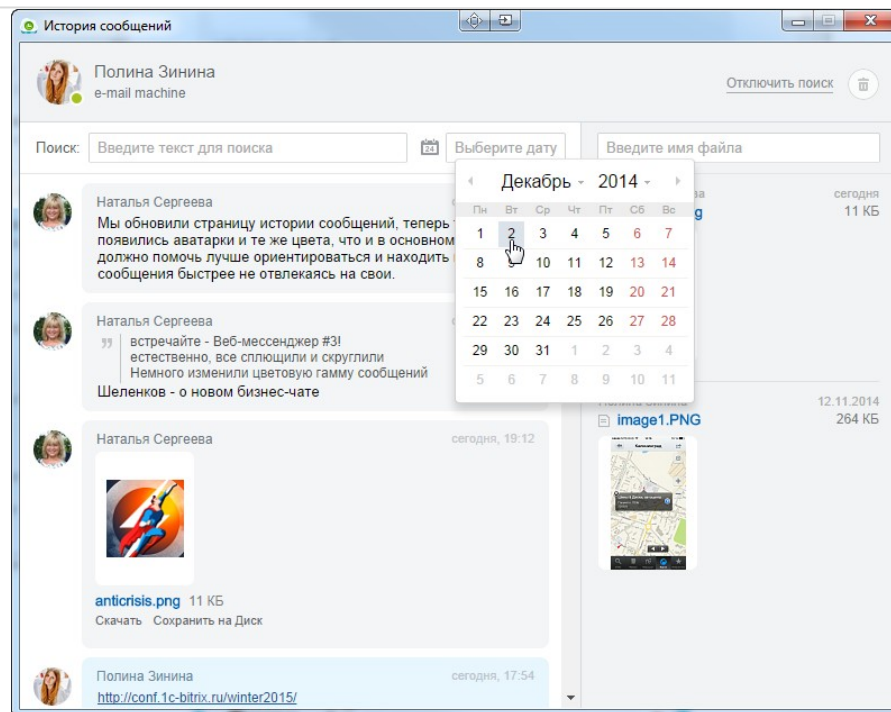 История сообщений
Полина Зинина
e-mail machine
Отключить поиск
Поиск:
Введите текст для поиска
24
Выберите дату
Введите имя файла
Декабрь 2014
Пн Вт Ср Чт Пт Сб Вс
1 2 3 4 5 6 7
8 9 10 11 12 13 14
15 16 17 18 19 20 21
22 23 24 25 26 27 28
29 30 31 1 2 3 4
5 6 7 8 9 10 11
Наталья Сергеева
Мы обновили страницу истории сообщений, теперь
появились аватарки и те же цвета, что и в основном
должно помочь лучше ориентироваться и находить
сообщения быстрее не отвлекаясь на свои.
Наталья Сергеева
встречайте - Веб-мессенджер #3!
естественно, все сплющили и скруглили
Немного изменили цветовую гамму сообщений
Шеленков - о новом бизнес-чате
Наталья Сергеева
сегодня, 19:12
anticrisis.png 11 КБ
Скачать Сохранить на Диск
Полина Зинина
сегодня, 17:54
http://conf.1c-bitrix.ru/winter2015/
сегодня
11 КБ
12.11.2014
image1.PNG
264 КБ